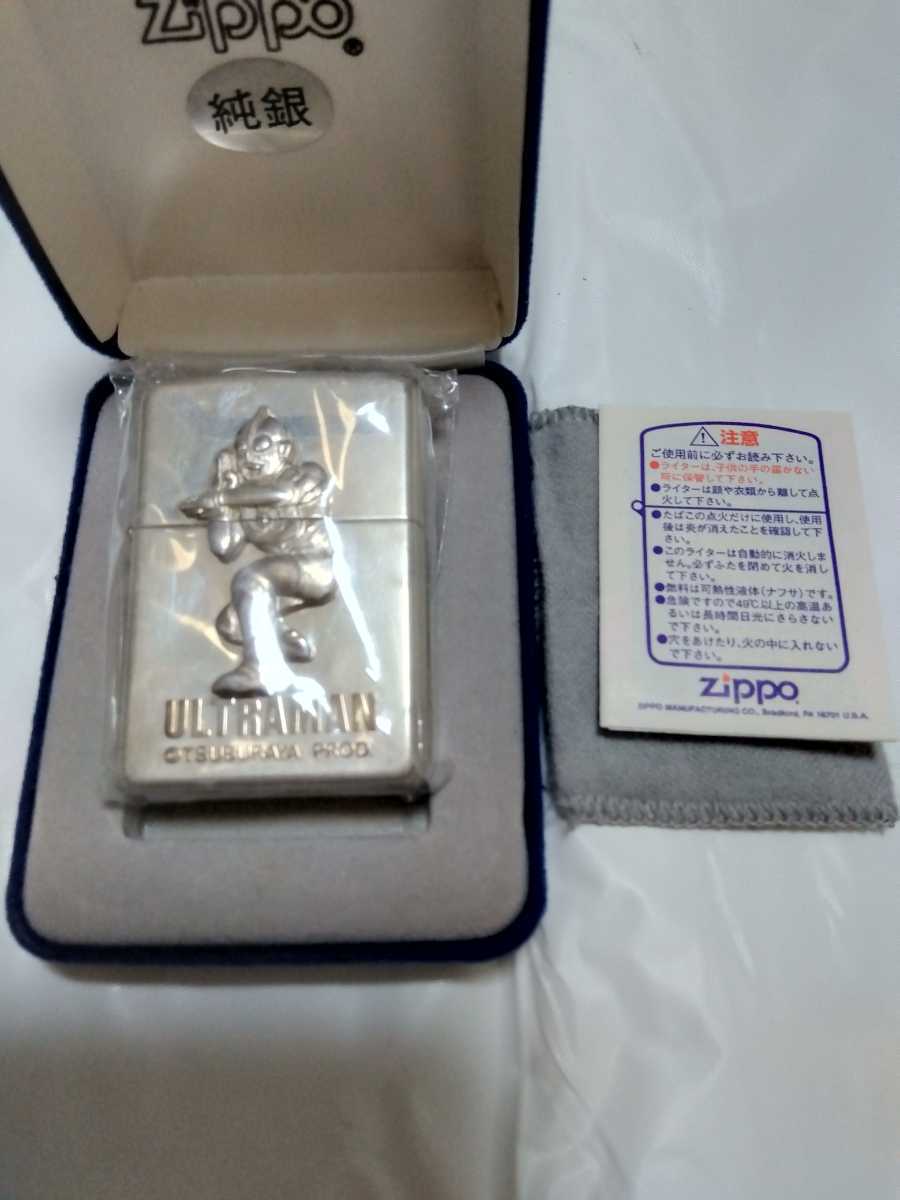 Zippo®
純銀
ULTRAMAN
©TSUBURAYA PROD.
注意
ご使用前に必ずお読み下さい。
●ライターは、子供の手の届かない
所に保管して下さい。
●ライターは顔や衣類から離して点
火して下さい。
●たばこの点火だけに使用し、使用
後は炎が消えたことを確認して下
さい。
●このライターは自動的に消火しま
せん。必ずふたを閉めて火を消し
て下さい。
●燃料は可熱性液体(ナフサ)です。
●危険ですので49℃以上の高温あ
るいは長時間日光にさらさない
で下さい。
●穴をあけたり、火の中に入れない
で下さい。
Zippo
ZIPPO MANUFACTURING CO., Bradford, PA 16701 U.S.A.